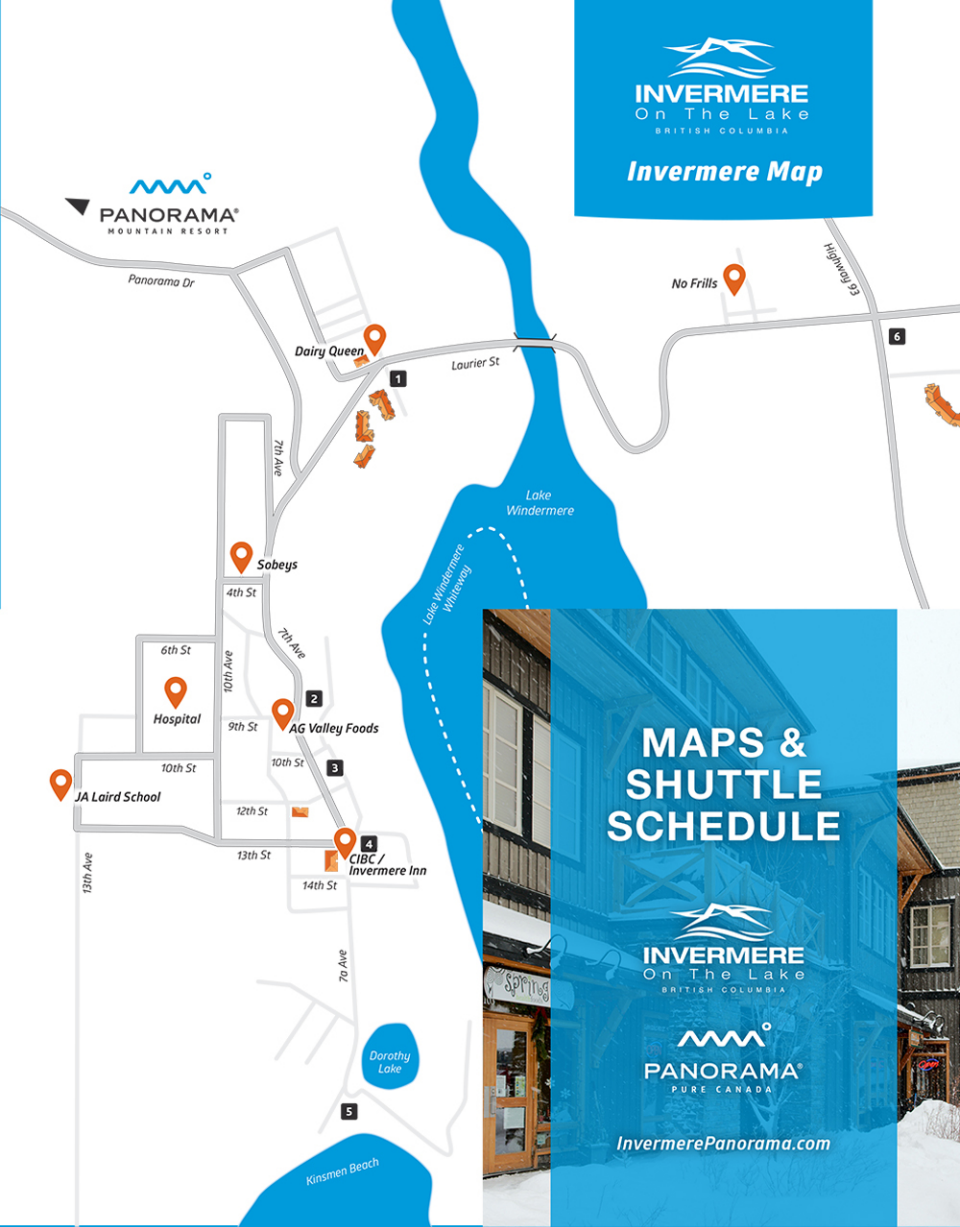 INVERMERE
On The Lake
BRITISH COLUMBIA
Invermere Map
PANORAMA®
MOUNTAIN RESORT
Panorama Dr
Highway 93
No Frills
6
Dairy Queen
Laurier St
1
7th Ave
Lake
Windermere
Lake Windermere
Whiteway
Sobeys
4th St
7th Ave
6th St
10th Ave
2
Hospital
9th St
AG Valley Foods
10th St
10th St
3
JA Laird School
12th St
4
13th St
CIBC /
Invermere Inn
13th Ave
14th St
7a Ave
Dorothy
Lake
5
Kinsmen Beach
MAPS &
SHUTTLE
SCHEDULE
INVERMERE
On The Lake
BRITISH COLUMBIA
Spring
PANORAMA®
PURE CANADA
InvermerePanorama.com